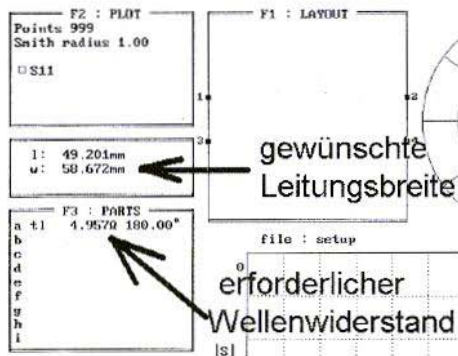 F2 : PLOT
Points 999
Smith radius 1.00
S11
F1 : LAYOUT
1
2
3
4
l: 49.201mm
w: 58.672mm
gewünschte
Leitungsbreite
F3 : PARTS
a tl 4.957Ω 180.00°
b
c
d
e
f
g
h
i
file : setup
0
erforderlicher
Wellenwiderstand
|S|